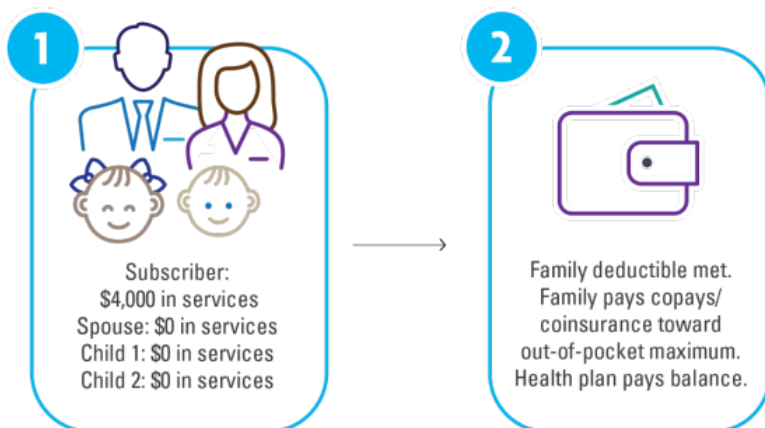 1
Subscriber:
$4,000 in services
Spouse: $0 in services
Child 1: $0 in services
Child 2: $0 in services
2
Family deductible met.
Family pays copays/
coinsurance toward
out-of-pocket maximum.
Health plan pays balance.